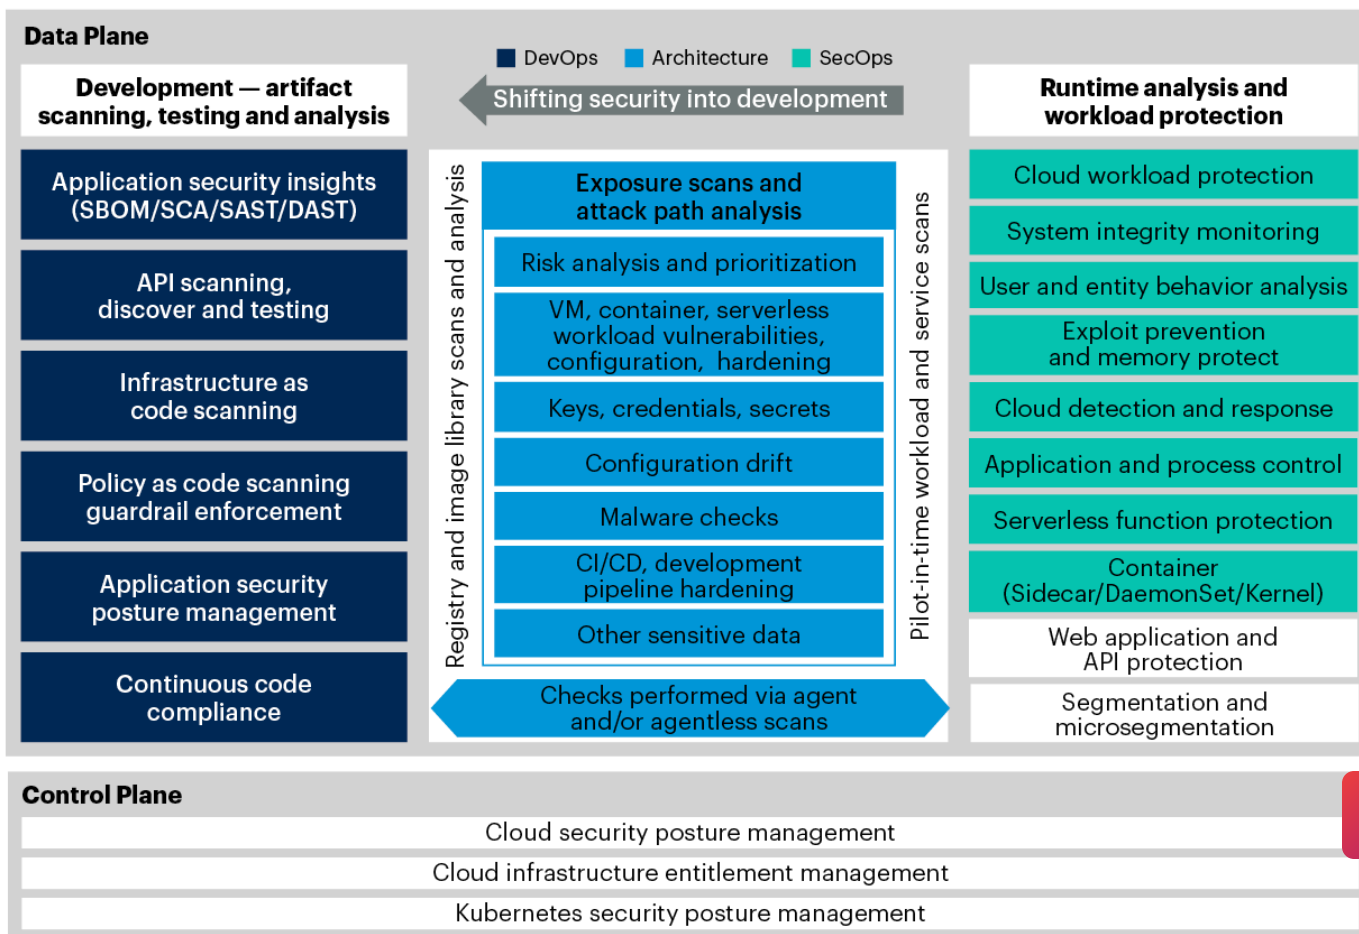 Data Plane
DevOps
Architecture
SecOps
Shifting security into development
Development — artifact
scanning, testing and analysis
Application security insights
(SBOM/SCA/SAST/DAST)
API scanning,
discover and testing
Infrastructure as
code scanning
Policy as code scanning
guardrail enforcement
Application security
posture management
Continuous code
compliance
Registry and image library scans and analysis
Exposure scans and
attack path analysis
Risk analysis and prioritization
VM, container, serverless
workload vulnerabilities,
configuration, hardening
Keys, credentials, secrets
Configuration drift
Malware checks
CI/CD, development
pipeline hardening
Other sensitive data
Pilot-in-time workload and service scans
Checks performed via agent
and/or agentless scans
Runtime analysis and
workload protection
Cloud workload protection
System integrity monitoring
User and entity behavior analysis
Exploit prevention
and memory protect
Cloud detection and response
Application and process control
Serverless function protection
Container
(Sidecar/DaemonSet/Kernel)
Web application and
API protection
Segmentation and
microsegmentation
Control Plane
Cloud security posture management
Cloud infrastructure entitlement management
Kubernetes security posture management